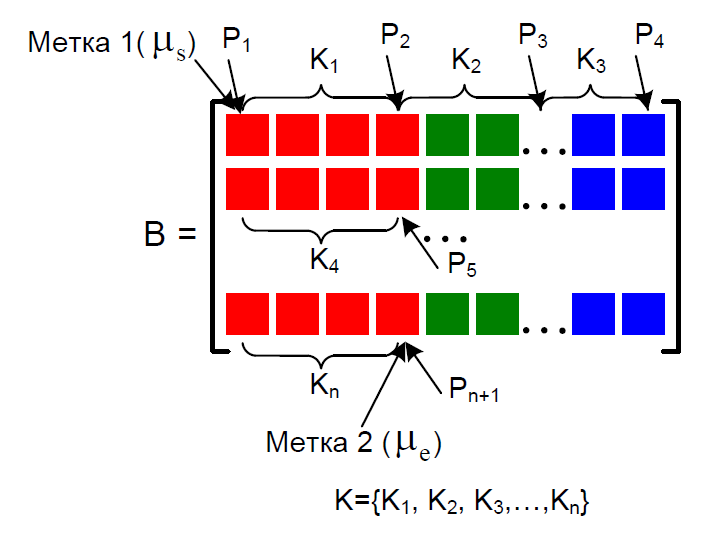 Метка 1(μs) P1 P2 P3 P4
K1 K2 K3
...
...
B =
...
K4 P5
...
Kn Pn+1
Метка 2 (μe)
K={K1, K2, K3,...,Kn}